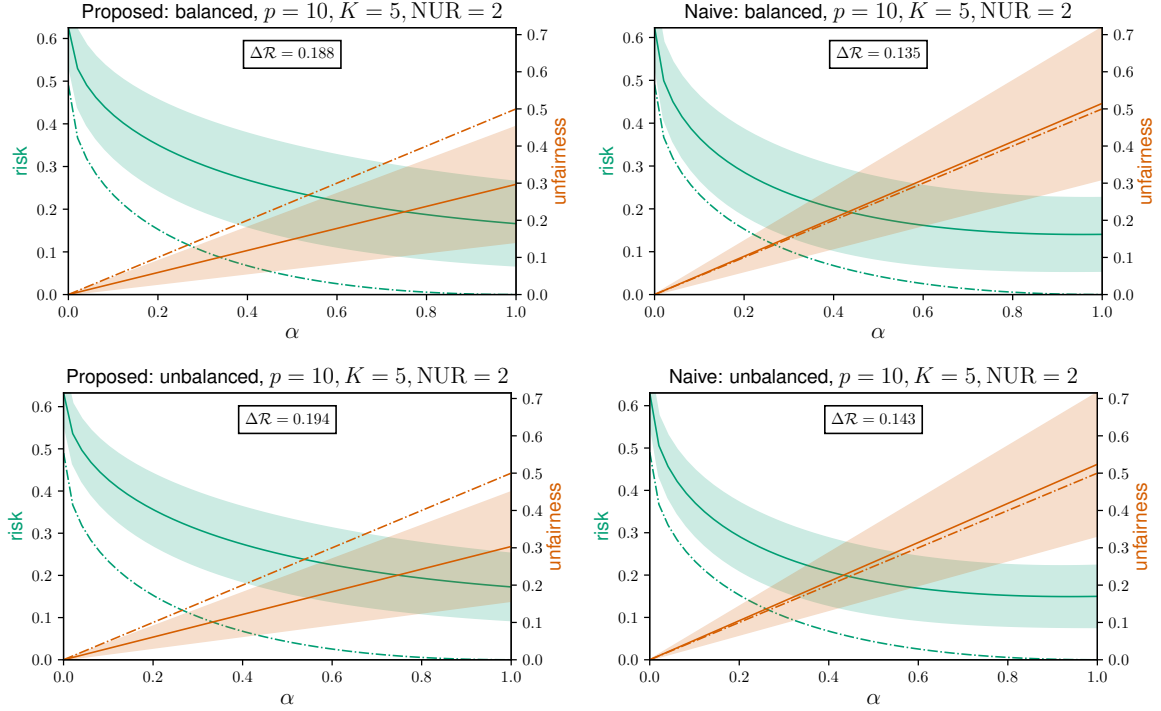 Proposed: balanced, p = 10, K = 5, NUR = 2
ΔR = 0.188
0.6
0.5
0.4
0.3
0.2
0.1
0.0
risk
0.7
0.6
0.5
0.4
0.3
0.2
0.1
0.0
unfairness
0.0 0.2 0.4 0.6 0.8 1.0
α
Naive: balanced, p = 10, K = 5, NUR = 2
ΔR = 0.135
0.6
0.5
0.4
0.3
0.2
0.1
0.0
risk
0.7
0.6
0.5
0.4
0.3
0.2
0.1
0.0
unfairness
0.0 0.2 0.4 0.6 0.8 1.0
α
Proposed: unbalanced, p = 10, K = 5, NUR = 2
ΔR = 0.194
0.6
0.5
0.4
0.3
0.2
0.1
0.0
risk
0.7
0.6
0.5
0.4
0.3
0.2
0.1
0.0
unfairness
0.0 0.2 0.4 0.6 0.8 1.0
α
Naive: unbalanced, p = 10, K = 5, NUR = 2
ΔR = 0.143
0.6
0.5
0.4
0.3
0.2
0.1
0.0
risk
0.7
0.6
0.5
0.4
0.3
0.2
0.1
0.0
unfairness
0.0 0.2 0.4 0.6 0.8 1.0
α